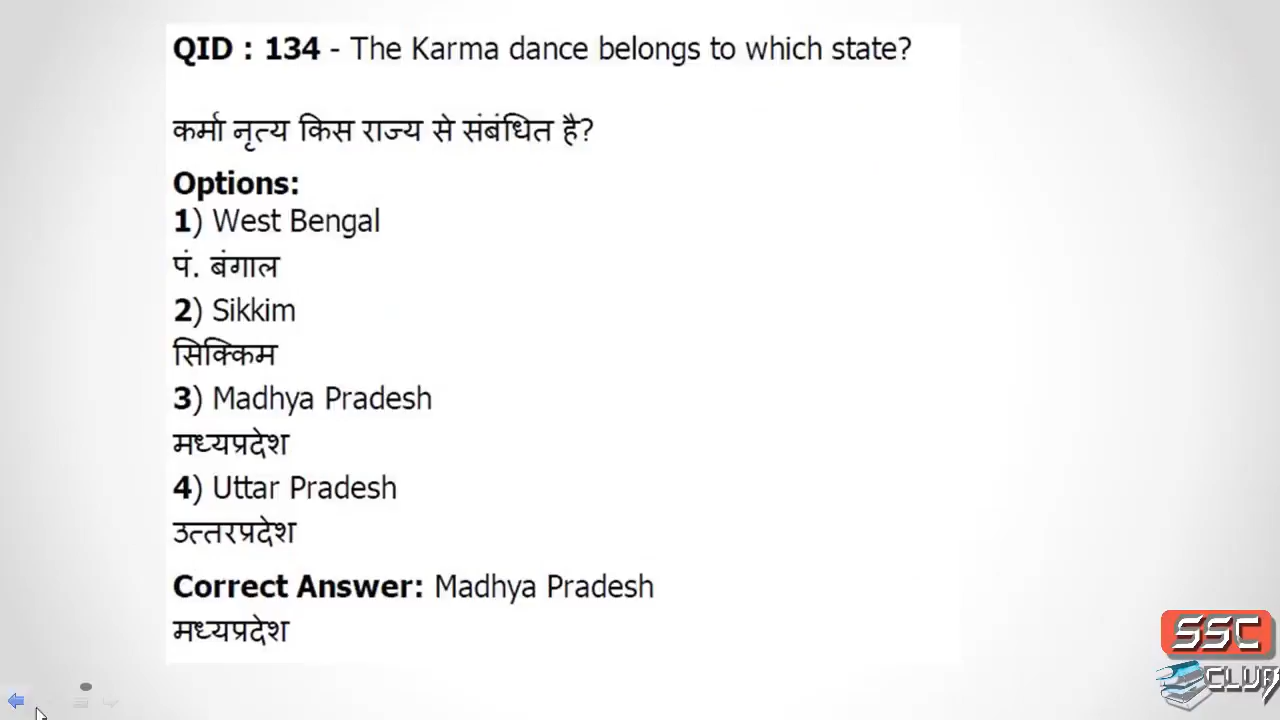 QID : 134 - The Karma dance belongs to which state?
कर्मा नृत्य किस राज्य से संबंधित है?
Options:
1) West Bengal
पं. बंगाल
2) Sikkim
सिक्किम
3) Madhya Pradesh
मध्यप्रदेश
4) Uttar Pradesh
उत्तरप्रदेश
Correct Answer: Madhya Pradesh
मध्यप्रदेश
SSC
CLUB